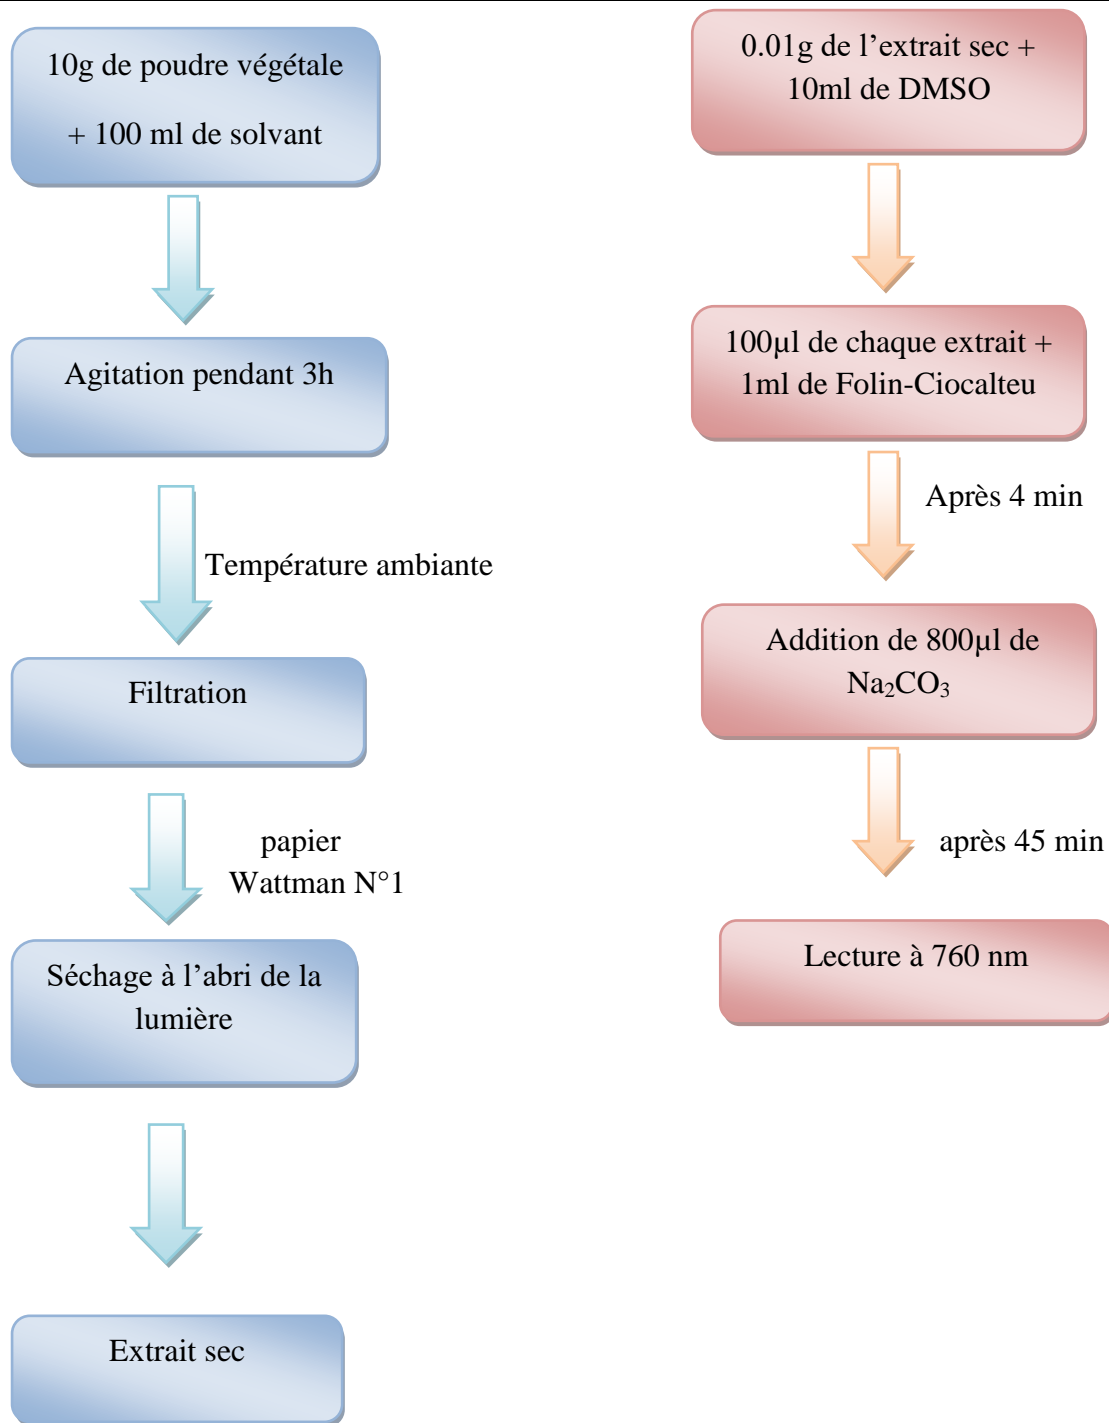 10g de poudre végétale
+ 100 ml de solvant
Agitation pendant 3h
Température ambiante
Filtration
papier
Wattman N°1
Séchage à l’abri de la
lumière
Extrait sec
0.01g de l’extrait sec +
10ml de DMSO
100µl de chaque extrait +
1ml de Folin-Ciocalteu
Après 4 min
Addition de 800µl de
Na₂CO₃
après 45 min
Lecture à 760 nm